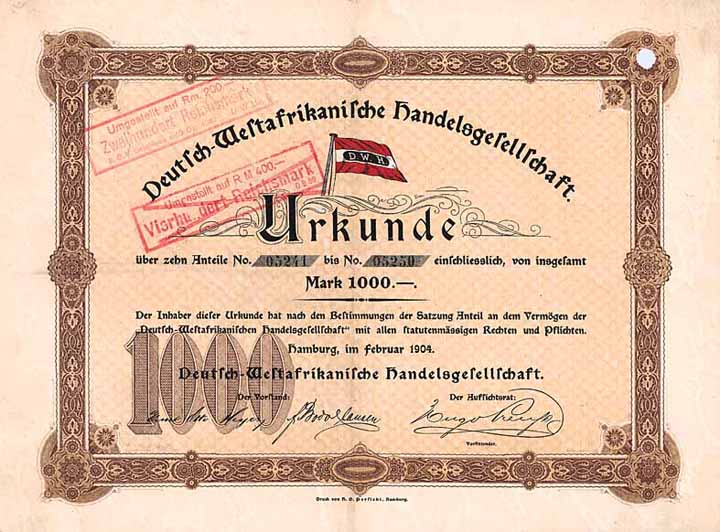 Deutsch-Westafrikanische Handelsgesellschaft.
Umgestellt auf Rm. 200.—
Zweihundert Reichsmark
D.W.H.
Umgestellt auf R M 400.—
Vierhundert Reichsmark
Urkunde
über zehn Anteile No. 05241 bis No. 05250 einschliesslich, von insgesamt
Mark 1000.—.
Der Inhaber dieser Urkunde hat nach den Bestimmungen der Satzung Anteil an dem Vermögen der
„Deutsch-Westafrikanischen Handelsgesellschaft" mit allen statutenmässigen Rechten und Pflichten.
Hamburg, im Februar 1904.
1000
Deutsch-Westafrikanische Handelsgesellschaft.
Der Vorstand: Der Aufsichtsrat:
Vorsitzender.
Druck von Hamburg.